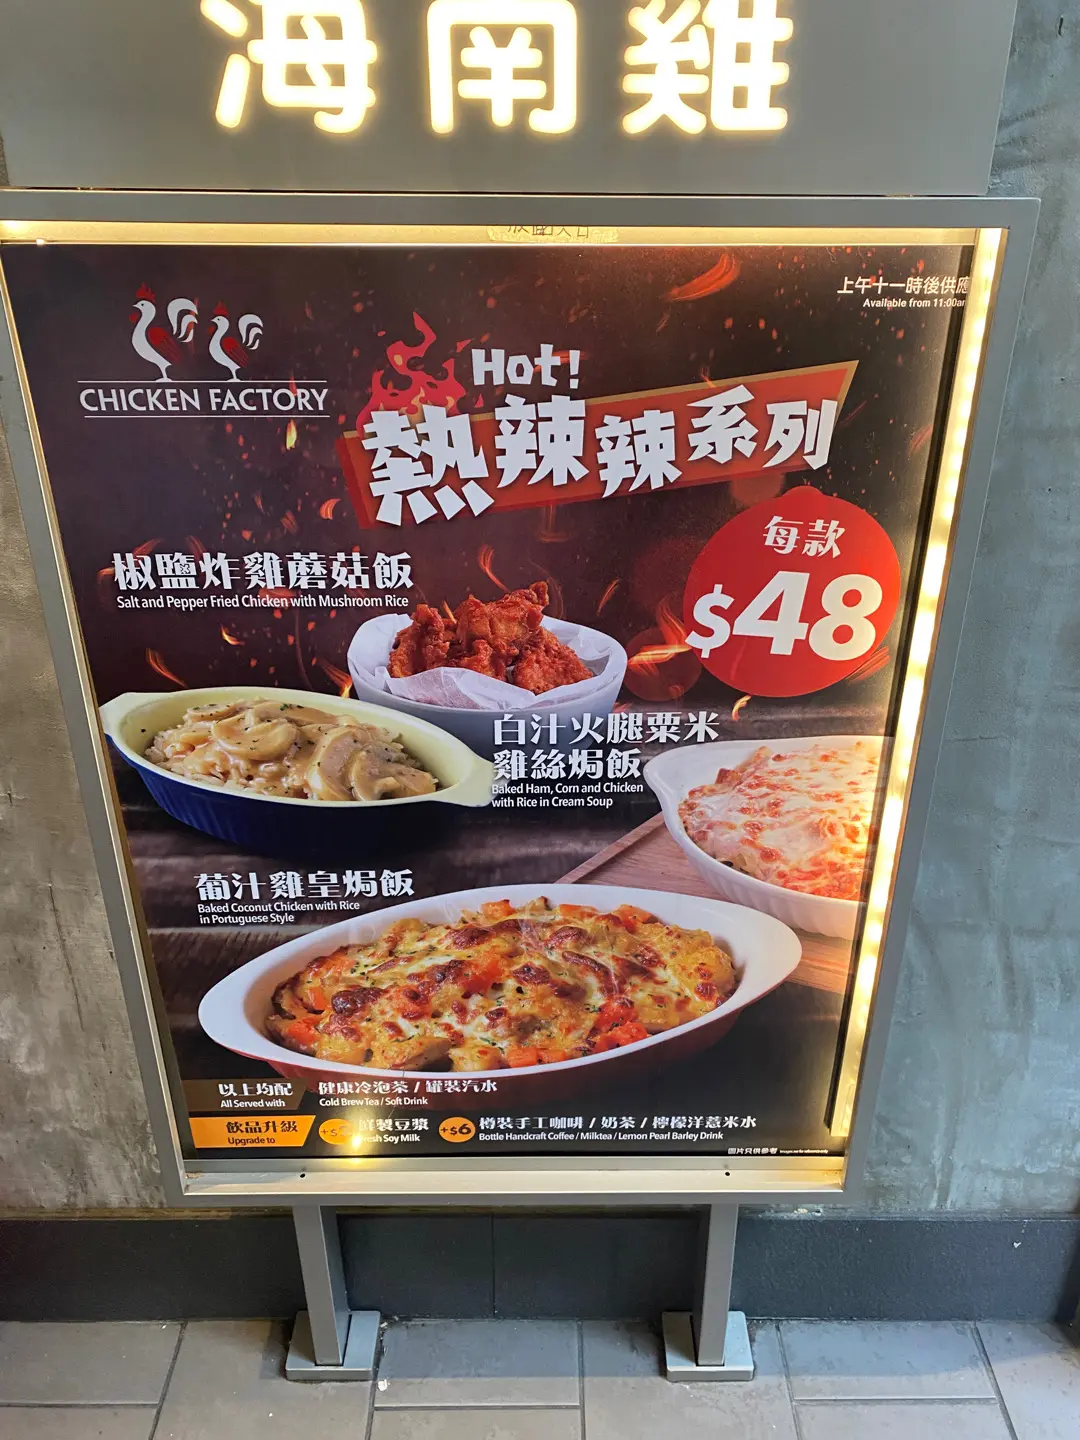 海南雞
上午十一時後供應
Available from 11:00am
CHICKEN FACTORY
Hot!
熱辣辣系列
每款
$48
椒鹽炸雞蘑菇飯
Salt and Pepper Fried Chicken with Mushroom Rice
白汁火腿粟米
雞絲焗飯
Baked Ham, Corn and Chicken
with Rice in Cream Soup
葡汁雞皇焗飯
Baked Coconut Chicken with Rice
in Portuguese Style
以上均配 健康冷泡茶 / 罐裝汽水
All Served with Cold Brew Tea / Soft Drink
飲品升級 鮮製豆漿 +$6 樽裝手工咖啡 / 奶茶 / 檸檬洋薏米水
Upgrade to Fresh Soy Milk Bottle Handcraft Coffee / Milktea / Lemon Pearl Barley Drink
圖片只供參考